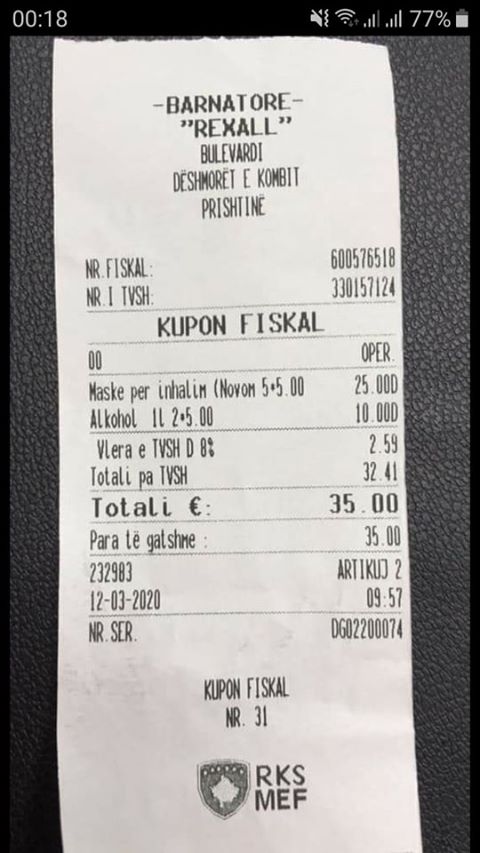 00:18 77%
-BARNATORE-
"REXALL"
BULEVARDI
DËSHMORËT E KOMBIT
PRISHTINË
NR.FISKAL: 600576518
NR.I TVSH: 330157124
KUPON FISKAL
00 OPER.
Maske per inhalim (Novom 5*5.00 25.00D
Alkohol 1l 2*5.00 10.00D
Vlera e TVSH D 8% 2.59
Totali pa TVSH 32.41
Totali €: 35.00
Para të gatshme : 35.00
232983 ARTIKUJ 2
12-03-2020 09:57
NR.SER. DG02200074
KUPON FISKAL
NR. 31
RKS
MEF